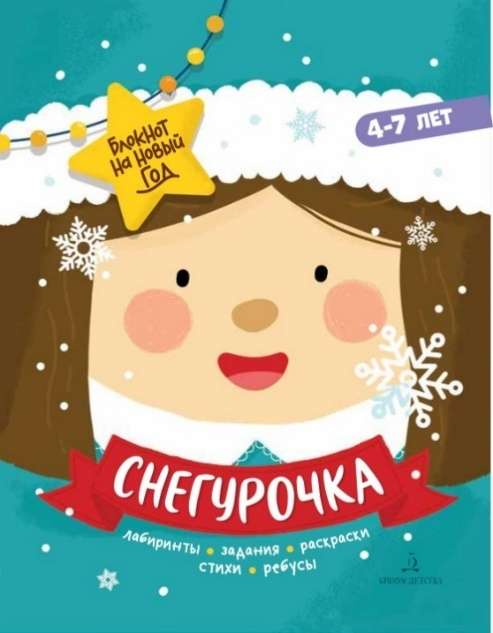 Блокнот
на Новый
Год
4-7 ЛЕТ
СНЕГУРОЧКА
лабиринты • задания • раскраски
стихи • ребусы